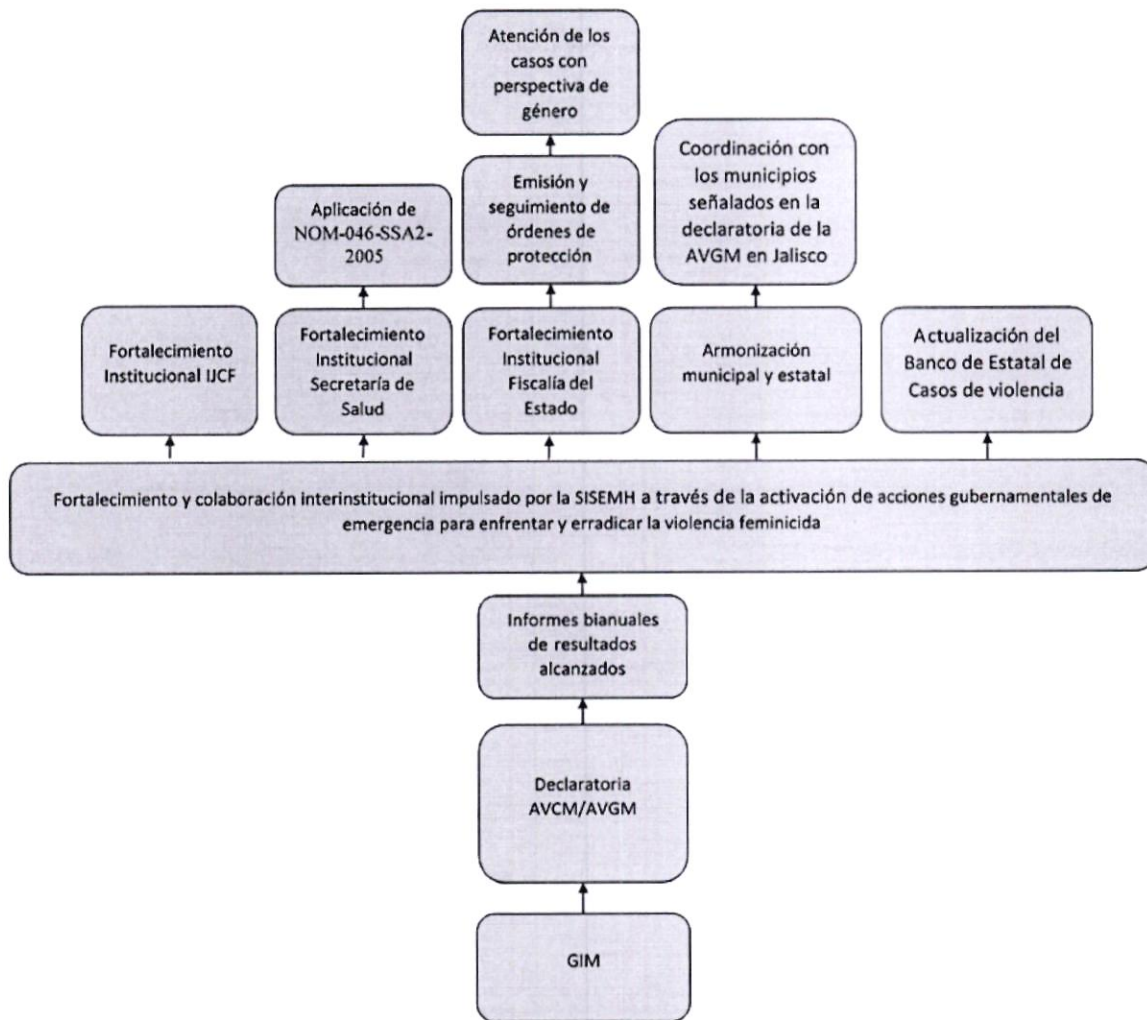 Atención de los
casos con
perspectiva de
género
Coordinación con
los municipios
señalados en la
declaratoria de la
AVGM en Jalisco
Emisión y
seguimiento de
órdenes de
protección
Aplicación de
NOM-046-SSA2-
2005
Fortalecimiento
Institucional IJCF
Fortalecimiento
Institucional
Secretaría de
Salud
Fortalecimiento
Institucional
Fiscalía del
Estado
Armonización
municipal y estatal
Actualización del
Banco de Estatal de
Casos de violencia
Fortalecimiento y colaboración interinstitucional impulsado por la SISEMH a través de la activación de acciones gubernamentales de
emergencia para enfrentar y erradicar la violencia feminicida
Informes bianuales
de resultados
alcanzados
Declaratoria
AVCM/AVGM
GIM